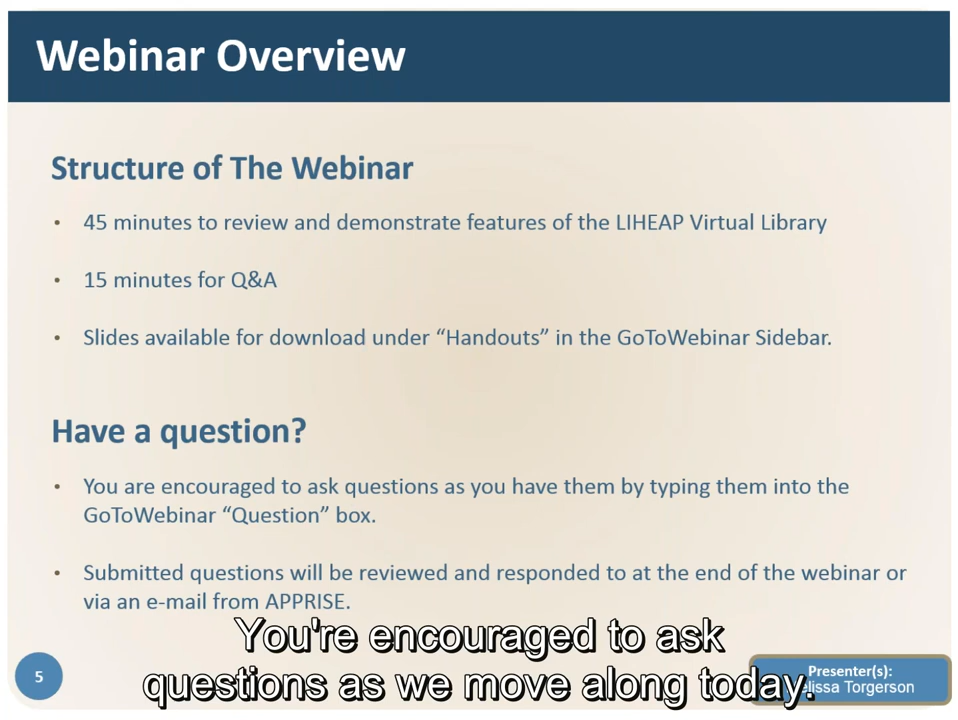 Webinar Overview
Structure of The Webinar
• 45 minutes to review and demonstrate features of the LIHEAP Virtual Library
• 15 minutes for Q&A
• Slides available for download under “Handouts” in the GoToWebinar Sidebar.
Have a question?
• You are encouraged to ask questions as you have them by typing them into the
GoToWebinar “Question” box.
• Submitted questions will be reviewed and responded to at the end of the webinar or
via an e-mail from APPRISE.
You're encouraged to ask
questions as we move along today.
5
Presenter(s):
Torgerson